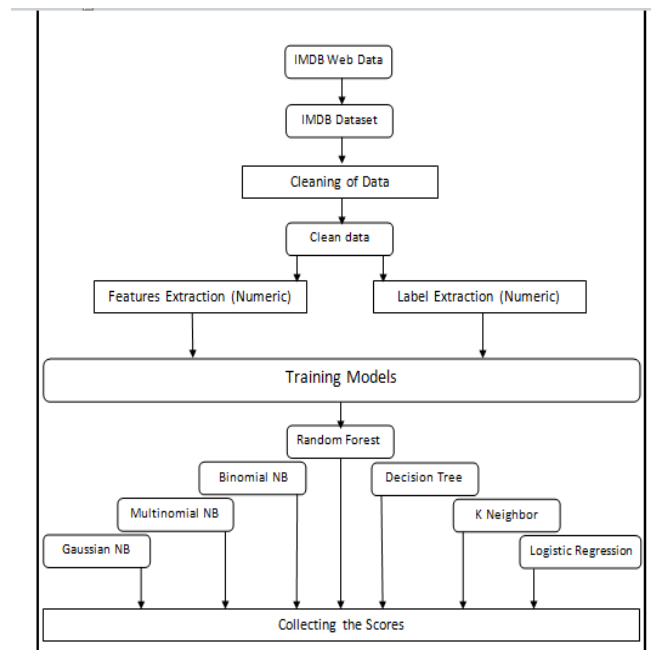 IMDB Web Data
IMDB Dataset
Cleaning of Data
Clean data
Features Extraction (Numeric)
Label Extraction (Numeric)
Training Models
Random Forest
Binomial NB
Decision Tree
Multinomial NB
K Neighbor
Gaussian NB
Logistic Regression
Collecting the Scores